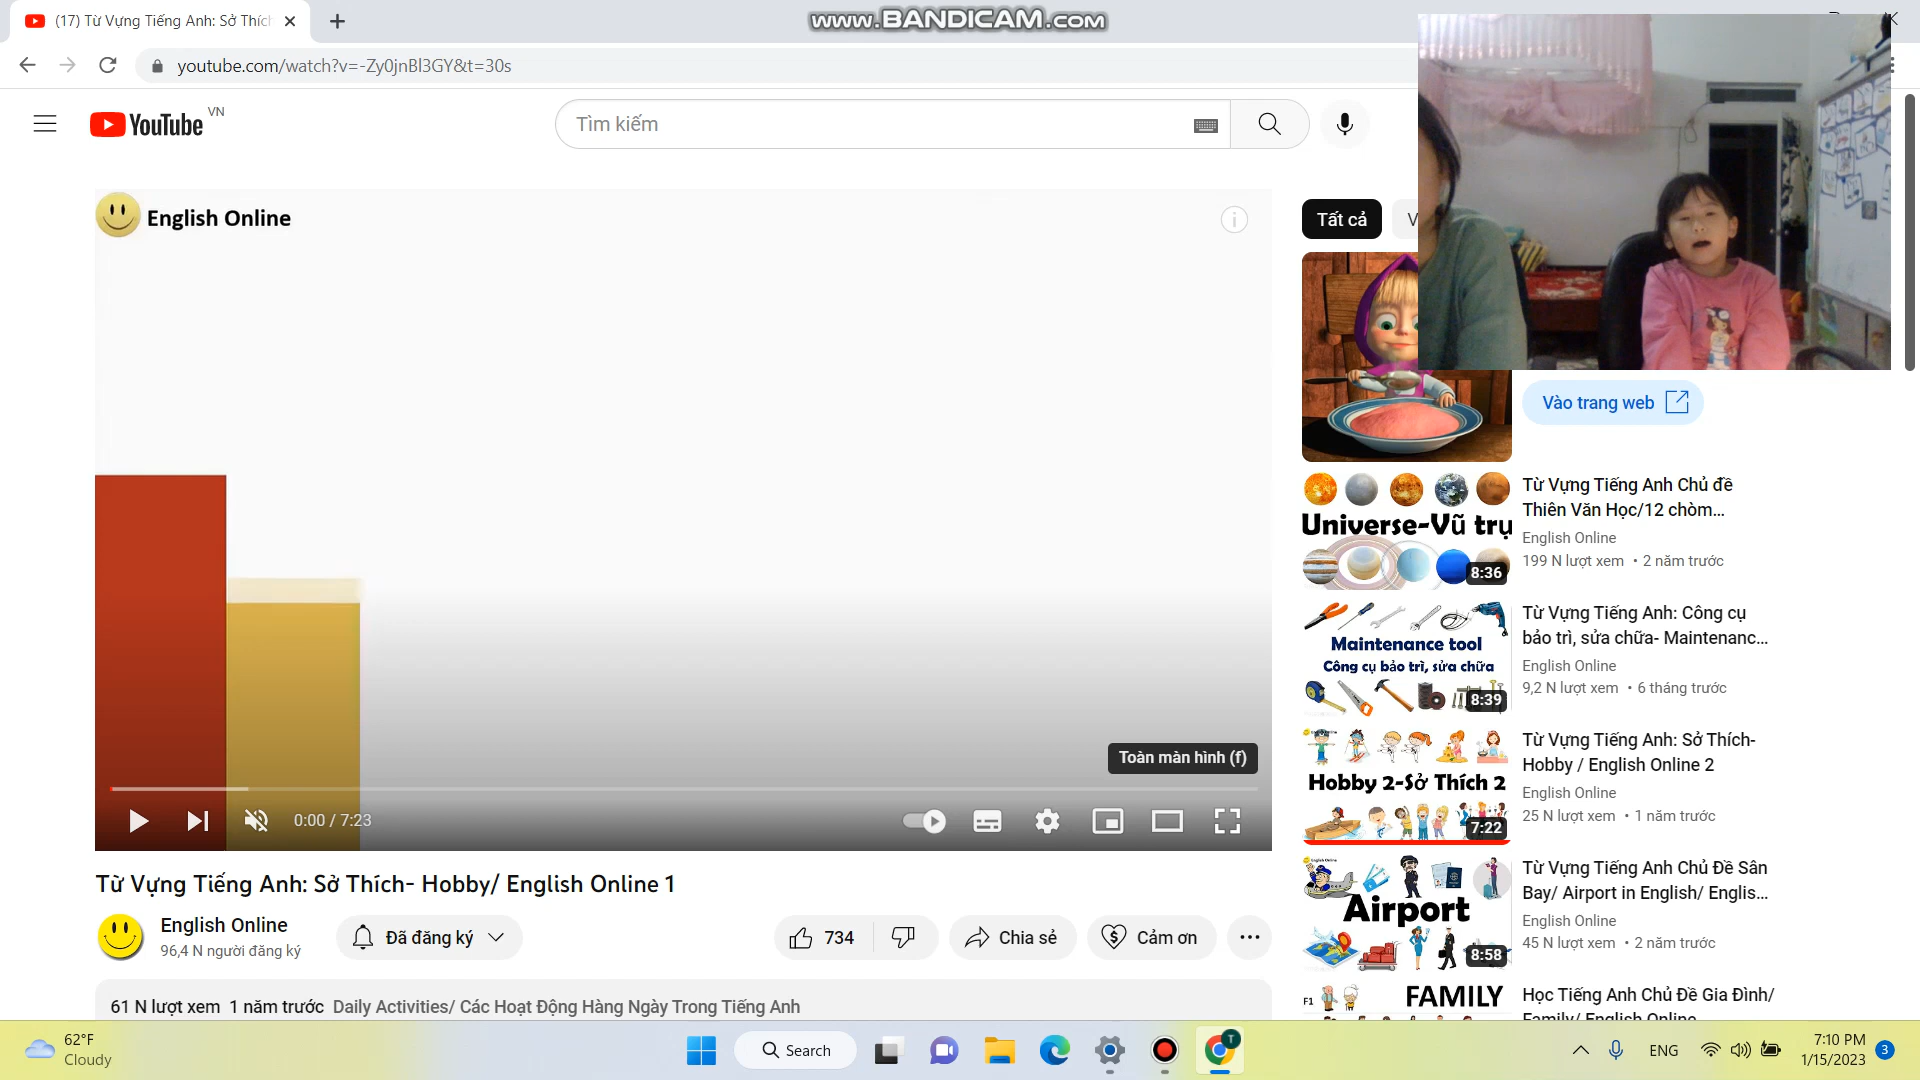 (17) Từ Vựng Tiếng Anh: Sở Thíc
www.BANDICAM.com
youtube.com/watch?v=-Zy0jnBl3GY&t=30s
YouTube VN
Tìm kiếm
English Online
Tất cả
V
Vào trang web
Toàn màn hình (f)
0:00 / 7:23
Từ Vựng Tiếng Anh: Sở Thích- Hobby/ English Online 1
English Online
96,4 N người đăng ký
Đã đăng ký
734
Chia sẻ
Cảm ơn
61 N lượt xem 1 năm trước Daily Activities/ Các Hoạt Động Hàng Ngày Trong Tiếng Anh
Universe-Vũ trụ
8:36
Từ Vựng Tiếng Anh Chủ đề
Thiên Văn Học/12 chòm...
English Online
199 N lượt xem • 2 năm trước
Maintenance tool
Công cụ bảo trì, sửa chữa
8:39
Từ Vựng Tiếng Anh: Công cụ
bảo trì, sửa chữa- Maintenanc...
English Online
9,2 N lượt xem • 6 tháng trước
Hobby 2-Sở Thích 2
7:22
Từ Vựng Tiếng Anh: Sở Thích-
Hobby / English Online 2
English Online
25 N lượt xem • 1 năm trước
Airport
8:58
Từ Vựng Tiếng Anh Chủ Đề Sân
Bay/ Airport in English/ Englis...
English Online
45 N lượt xem • 2 năm trước
F1
FAMILY
Học Tiếng Anh Chủ Đề Gia Đình/
Family/ English Online
62°F
Cloudy
Search
T
ENG
7:10 PM
1/15/2023
3